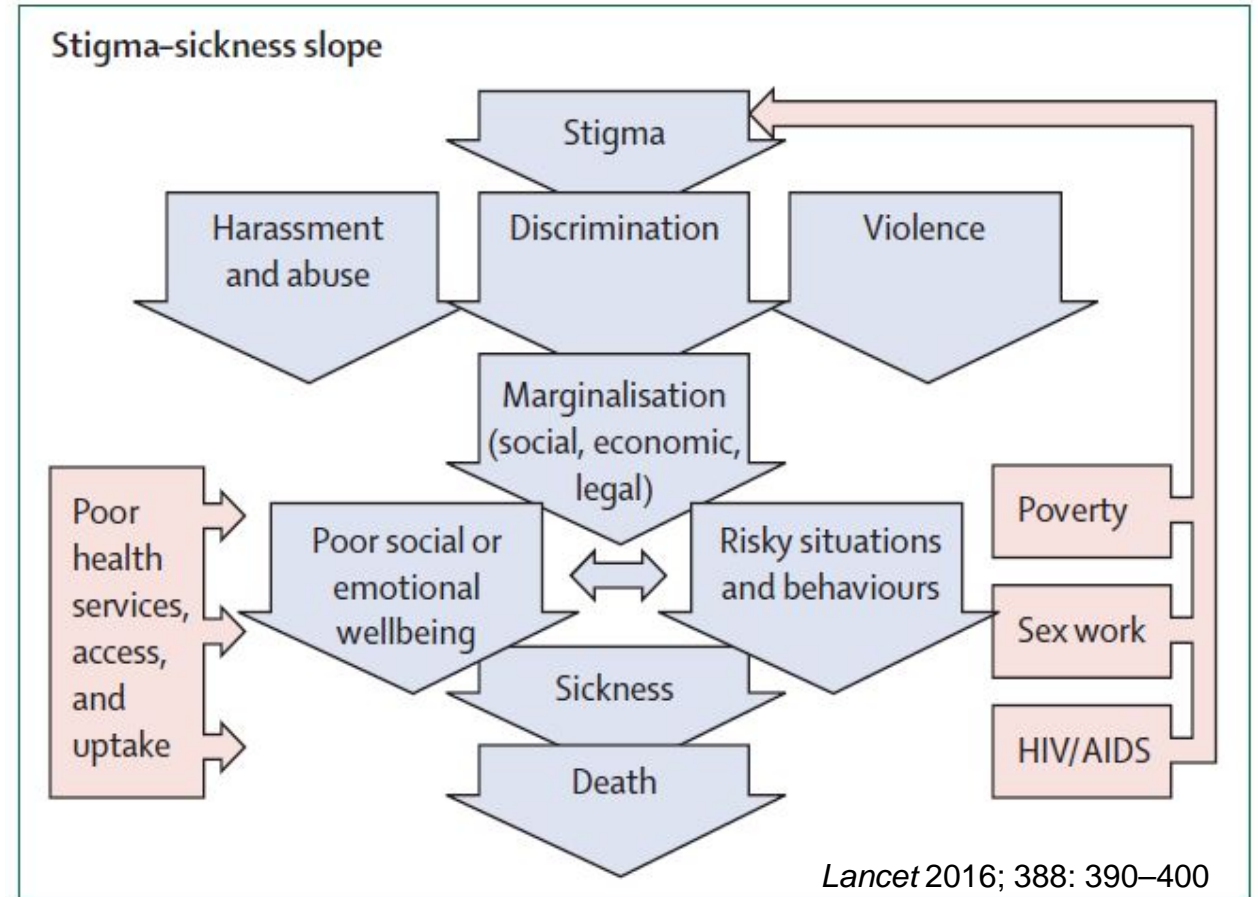 Stigma–sickness slope
Stigma
Harassment
and abuse
Discrimination
Violence
Marginalisation
(social, economic,
legal)
Poor
health
services,
access,
and
uptake
Poor social or
emotional
wellbeing
Risky situations
and behaviours
Poverty
Sex work
HIV/AIDS
Sickness
Death
Lancet 2016; 388: 390–400